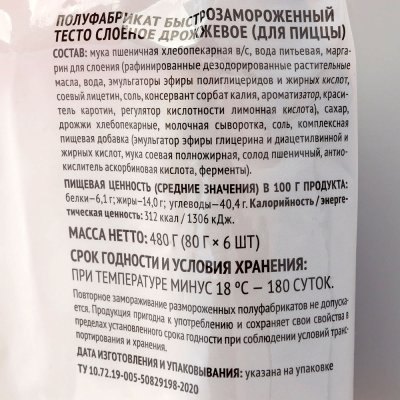 ПОЛУФАБРИКАТ БЫСТРОЗАМОРОЖЕННЫЙ
ТЕСТО СЛОЁНОЕ ДРОЖЖЕВОЕ (ДЛЯ ПИЦЦЫ)
СОСТАВ: мука пшеничная хлебопекарная в/с, вода питьевая, марга-
рин для слоения (рафинированные дезодорированные растительные
масла, вода, эмульгаторы эфиры полиглицеридов и жирных кислот,
соевый лецитин, соль, консервант сорбат калия, ароматизатор, краси-
тель каротин, регулятор кислотности лимонная кислота), сахар,
дрожжи хлебопекарные, молочная сыворотка, соль, комплексная
пищевая добавка (эмульгатор эфиры глицерина и диацетилвинной и
жирных кислот, мука соевая полножирная, солод пшеничный, антио-
кислитель аскорбиновая кислота, ферменты).
ПИЩЕВАЯ ЦЕННОСТЬ (СРЕДНИЕ ЗНАЧЕНИЯ) В 100 Г ПРОДУКТА:
белки—6,1 г; жиры—14,0 г; углеводы—40,4 г. Калорийность / энерге-
тическая ценность: 312 ккал / 1306 кДж.
МАССА НЕТТО: 480 Г (80 Г × 6 ШТ)
СРОК ГОДНОСТИ И УСЛОВИЯ ХРАНЕНИЯ:
ПРИ ТЕМПЕРАТУРЕ МИНУС 18 °С — 180 СУТОК.
Повторное замораживание размороженных полуфабрикатов не допуска-
ется. Продукция пригодна к употреблению и сохраняет свои свойства в
пределах установленного срока годности при соблюдении условий транс-
портирования и хранения.
ДАТА ИЗГОТОВЛЕНИЯ И УПАКОВЫВАНИЯ: указана на упаковке
ТУ 10.72.19-005-50829198-2020